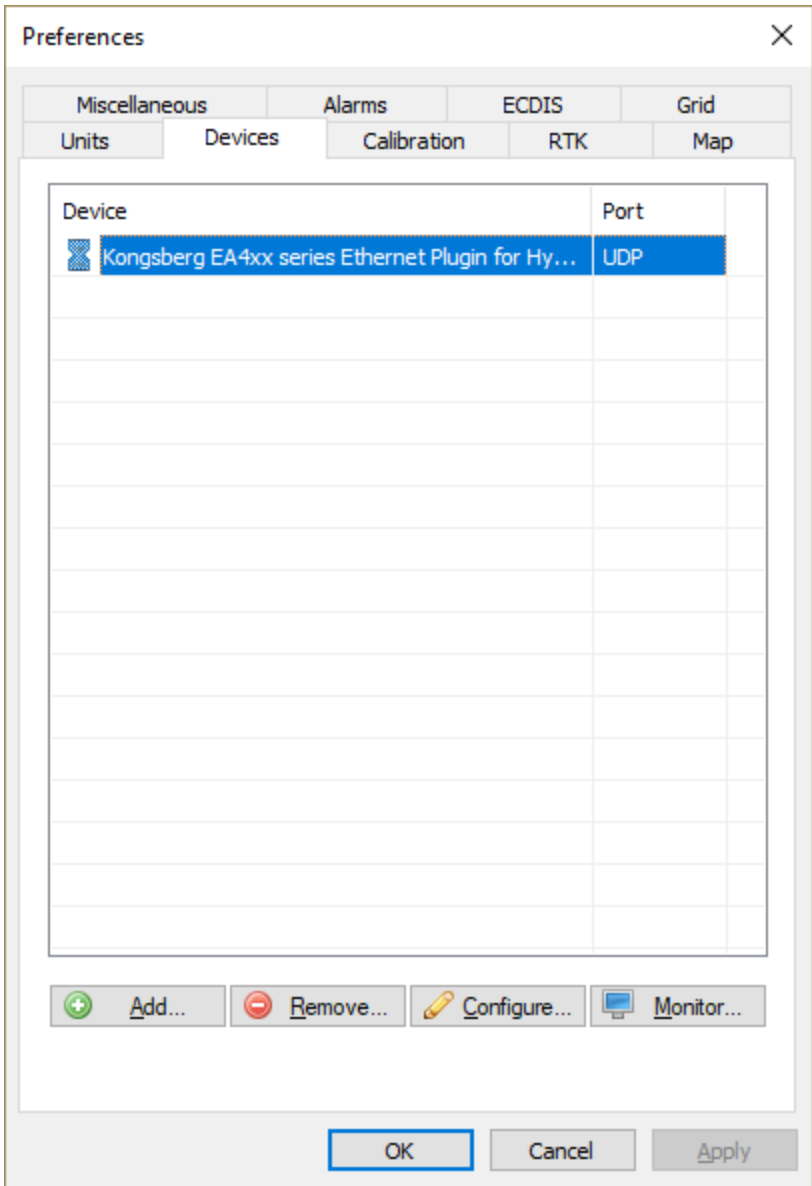 Preferences
Miscellaneous Alarms ECDIS Grid
Units Devices Calibration RTK Map
Device Port
Kongsberg EA4xx series Ethernet Plugin for Hy... UDP
Add... Remove... Configure... Monitor...
OK Cancel Apply